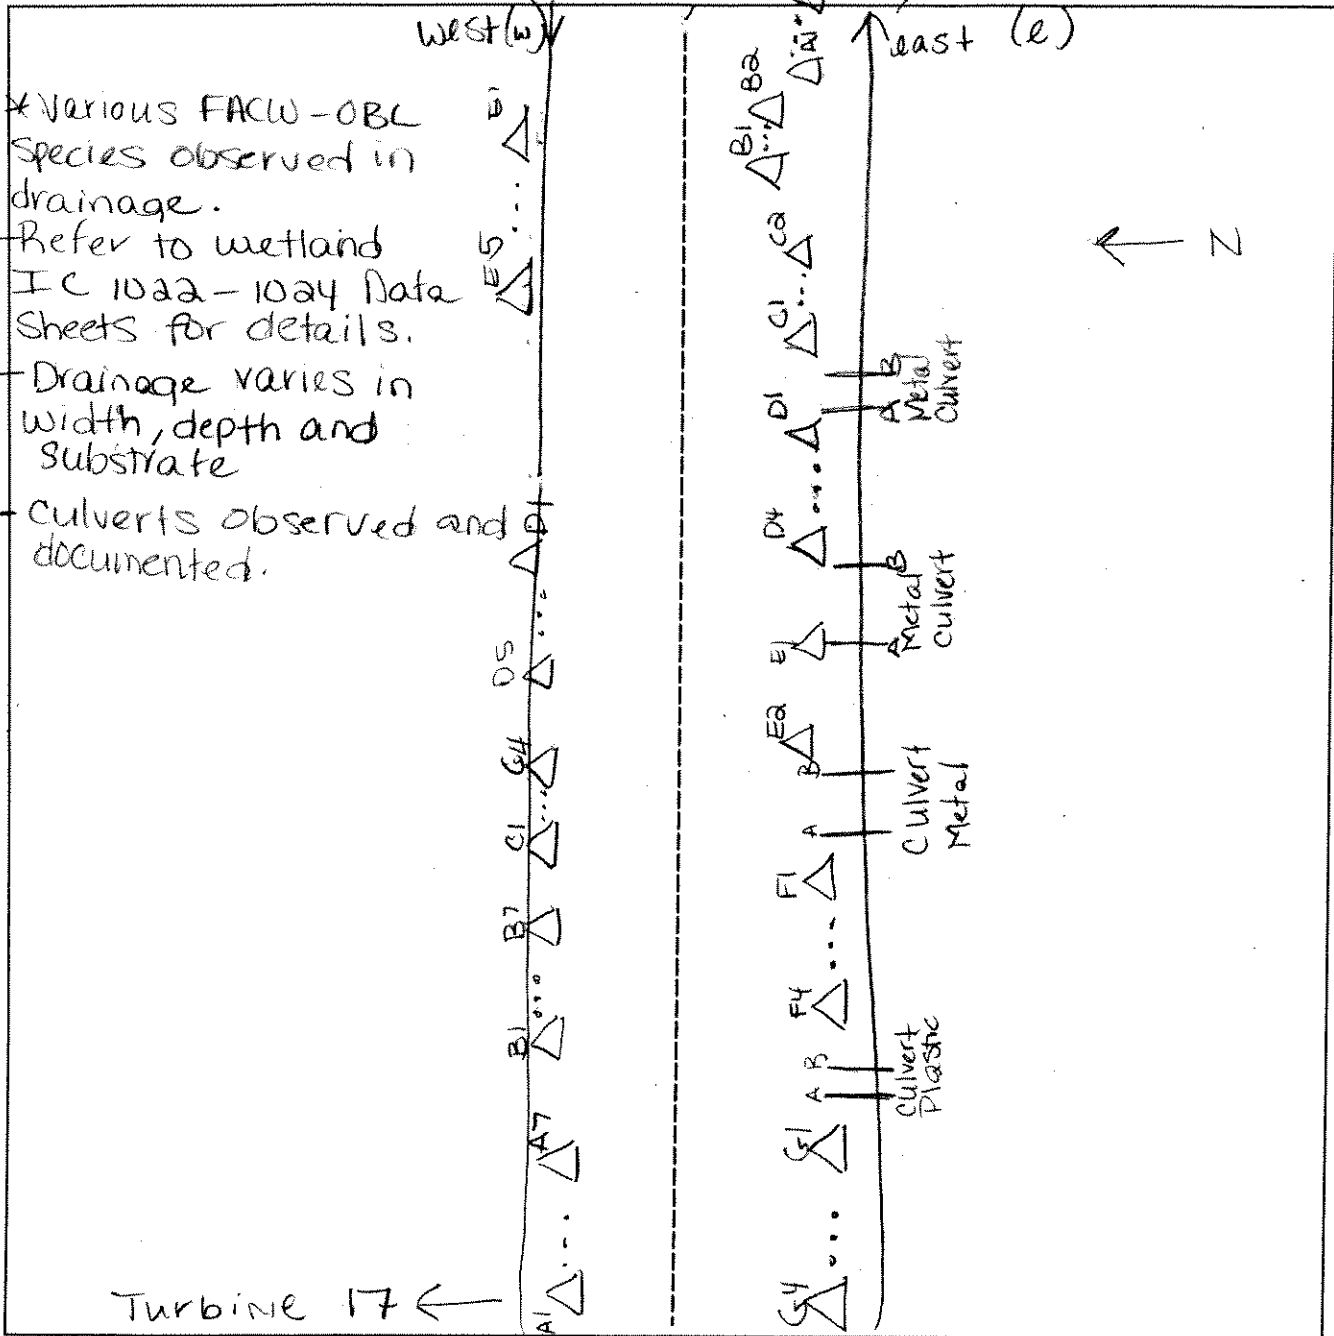 west (w)
east (e)
* Various FACW-OBL
species observed in
drainage.
- Refer to wetland
IC 1022-1024 Data
Sheets for details.
- Drainage varies in
width, depth and
substrate
- Culverts observed and
documented.
E1
E5
D1
D5
C4
C1
B7
B1
A7
A1
Turbine 17
A1
B2
B1
C2
C1
B
A
Metal
Culvert
D1
D4
B
A
Metal
Culvert
E1
E2
B
A
Culvert
Metal
F1
F4
B
A
Culvert
Plastic
G1
G4
N